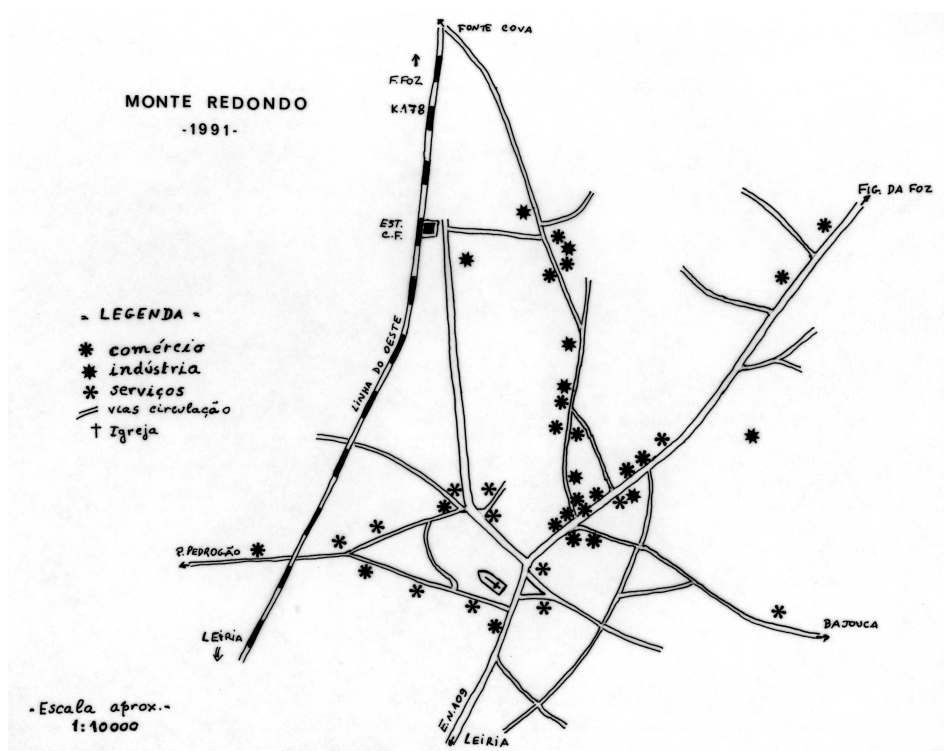 FONTE COVA
F.FOZ
MONTE REDONDO
K.178
-1991-
FIG. DA FOZ
EST.
C.F.
- LEGENDA -
comércio
indústria
serviços
vias circulação
Igreja
LINHA DO OESTE
P. PEDROGÃO
LEIRIA
BAJOUCA
-Escala aprox.-
1:10000
E.N.109
LEIRIA